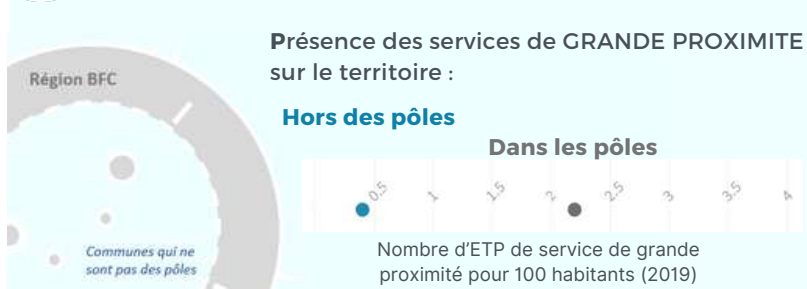 Présence des services de GRANDE PROXIMITE
sur le territoire :
Région BFC
Hors des pôles
Dans les pôles
0.5 1 1.5 2 2.5 3 3.5 4
Communes qui ne
sont pas des pôles
Nombre d’ETP de service de grande
proximité pour 100 habitants (2019)